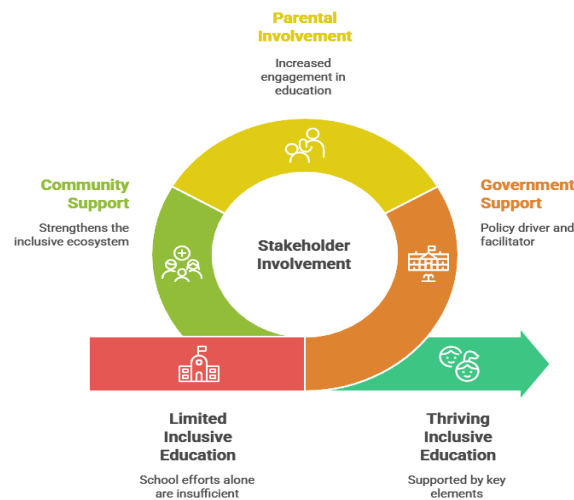 Parental
Involvement
Increased
engagement in
education
Community
Support
Strengthens the
inclusive ecosystem
Government
Support
Policy driver and
facilitator
Stakeholder
Involvement
Limited
Inclusive
Education
School efforts alone
are insufficient
Thriving
Inclusive
Education
Supported by key
elements